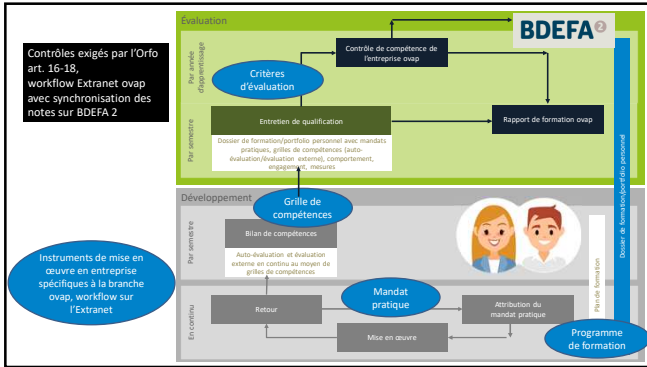 Évaluation
BDEFA2
Contrôles exigés par l'Orfo
art. 16-18,
workflow Extranet ovap
avec synchronisation des
notes sur BDEFA 2
Par année
d'apprentissage
Contrôle de compétence de
l'entreprise ovap
Critères
d'évaluation
Par semestre
Entretien de qualification
Dossier de formation/portfolio personnel avec mandats
pratiques, grilles de compétences (auto-
évaluation/évaluation externe), comportement,
engagement, mesures
Rapport de formation ovap
Dossier de formation/portfolio personnel
Développement
Grille de
compétences
Par semestre
Bilan de compétences
Auto-évaluation et évaluation
externe en continu au moyen de
grilles de compétences
Instruments de mise en
œuvre en entreprise
spécifiques à la branche
ovap, workflow sur
l'Extranet
Plan de formation
En continu
Mandat
pratique
Retour
Attribution du
mandat pratique
Mise en œuvre
Programme
de formation